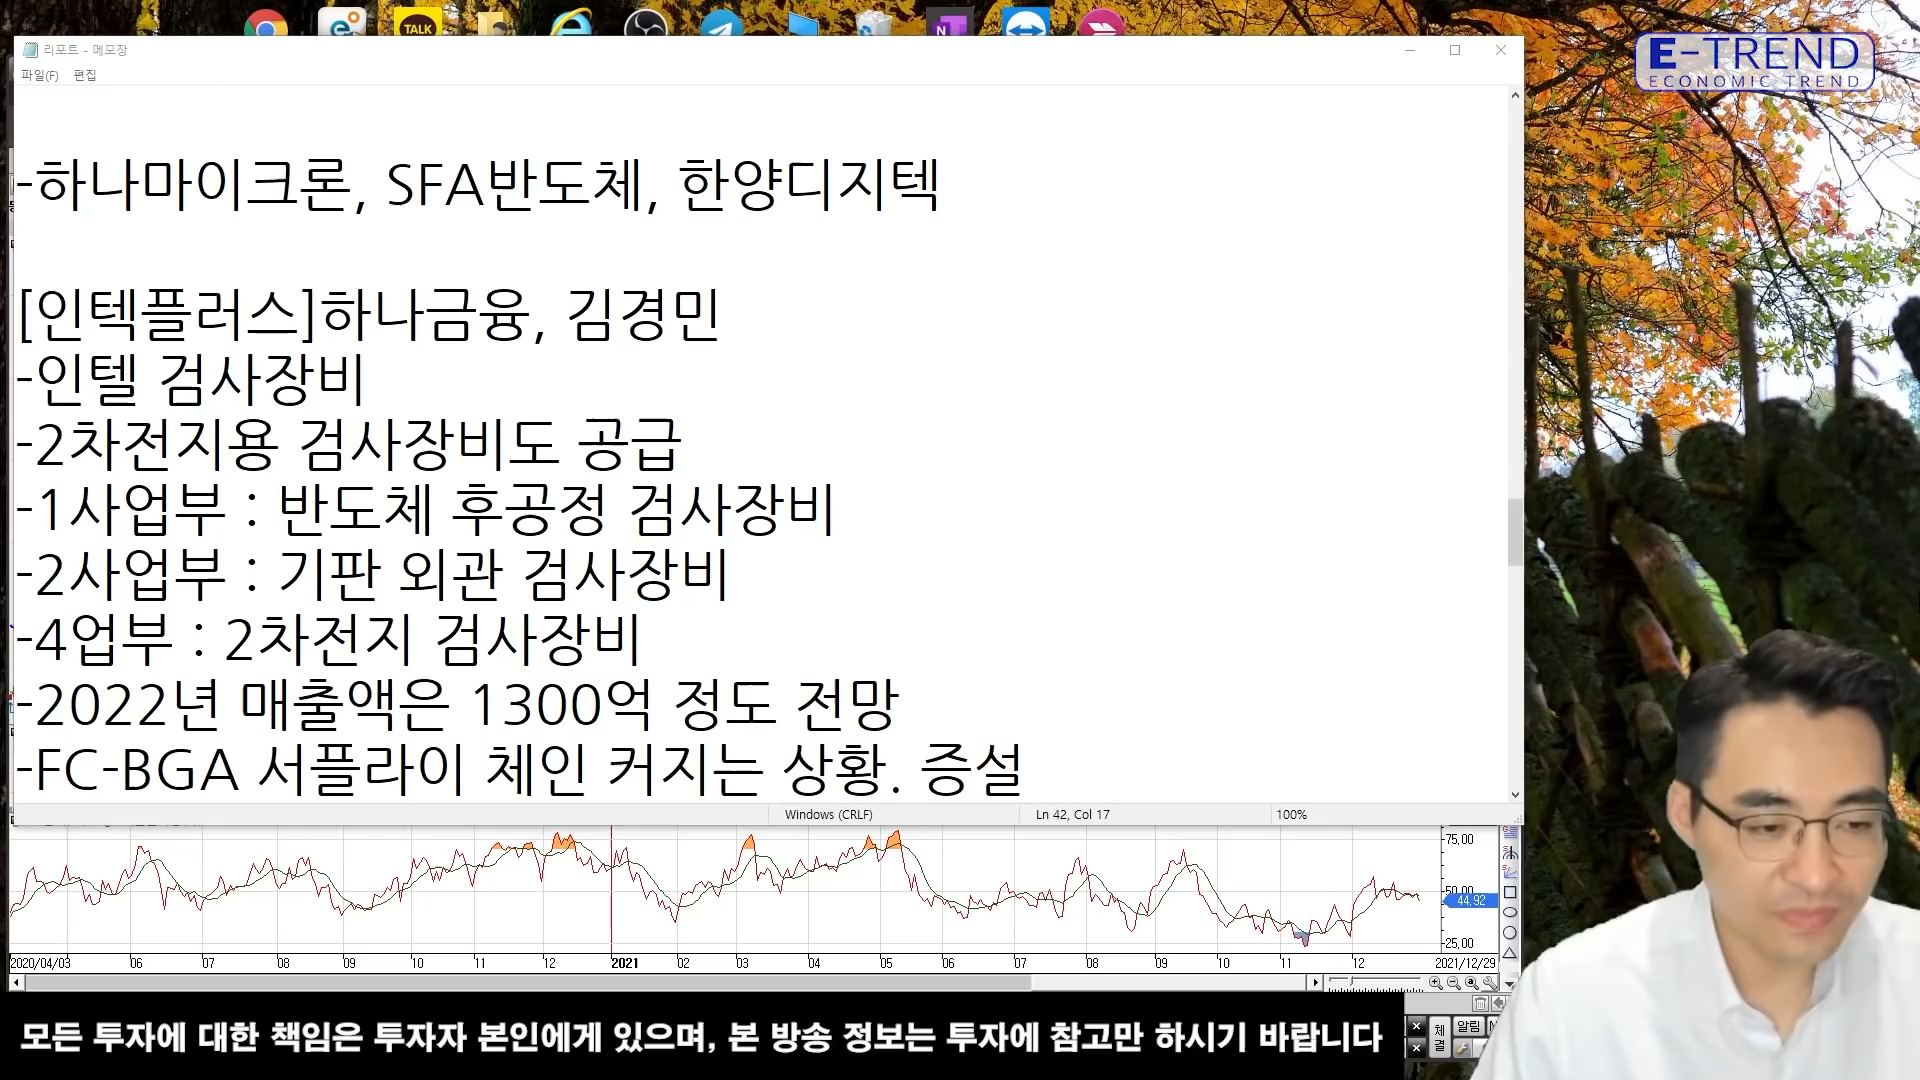 TALK
N
리포트 - 메모장
파일(F) 편집
E-TREND
ECONOMIC TREND
-하나마이크론, SFA반도체, 한양디지텍
[인텍플러스]하나금융, 김경민
-인텔 검사장비
-2차전지용 검사장비도 공급
-1사업부 : 반도체 후공정 검사장비
-2사업부 : 기판 외관 검사장비
-4업부 : 2차전지 검사장비
-2022년 매출액은 1300억 정도 전망
-FC-BGA 서플라이 체인 커지는 상황. 증설
Windows (CRLF) Ln 42, Col 17 100%
75,00
50,00
44,92
25,00
2020/04/03 06 07 08 09 10 11 12 2021 02 03 04 05 06 07 08 09 10 11 12 2021/12/29
체결 알림
모든 투자에 대한 책임은 투자자 본인에게 있으며, 본 방송 정보는 투자에 참고만 하시기 바랍니다